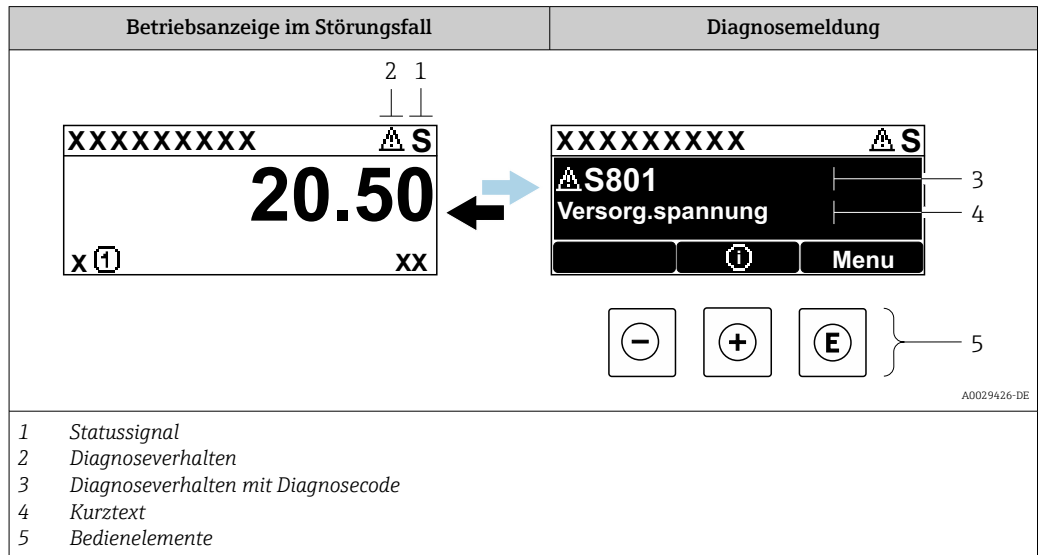 Betriebsanzeige im Störungsfall
Diagnosemeldung
2 1
XXXXXXXXX S
20.50
x 1 XX
XXXXXXXXX S
S801
Versorg.spannung
i Menu
3
4
− + E
5
A0029426-DE
1 Statussignal
2 Diagnoseverhalten
3 Diagnoseverhalten mit Diagnosecode
4 Kurztext
5 Bedienelemente